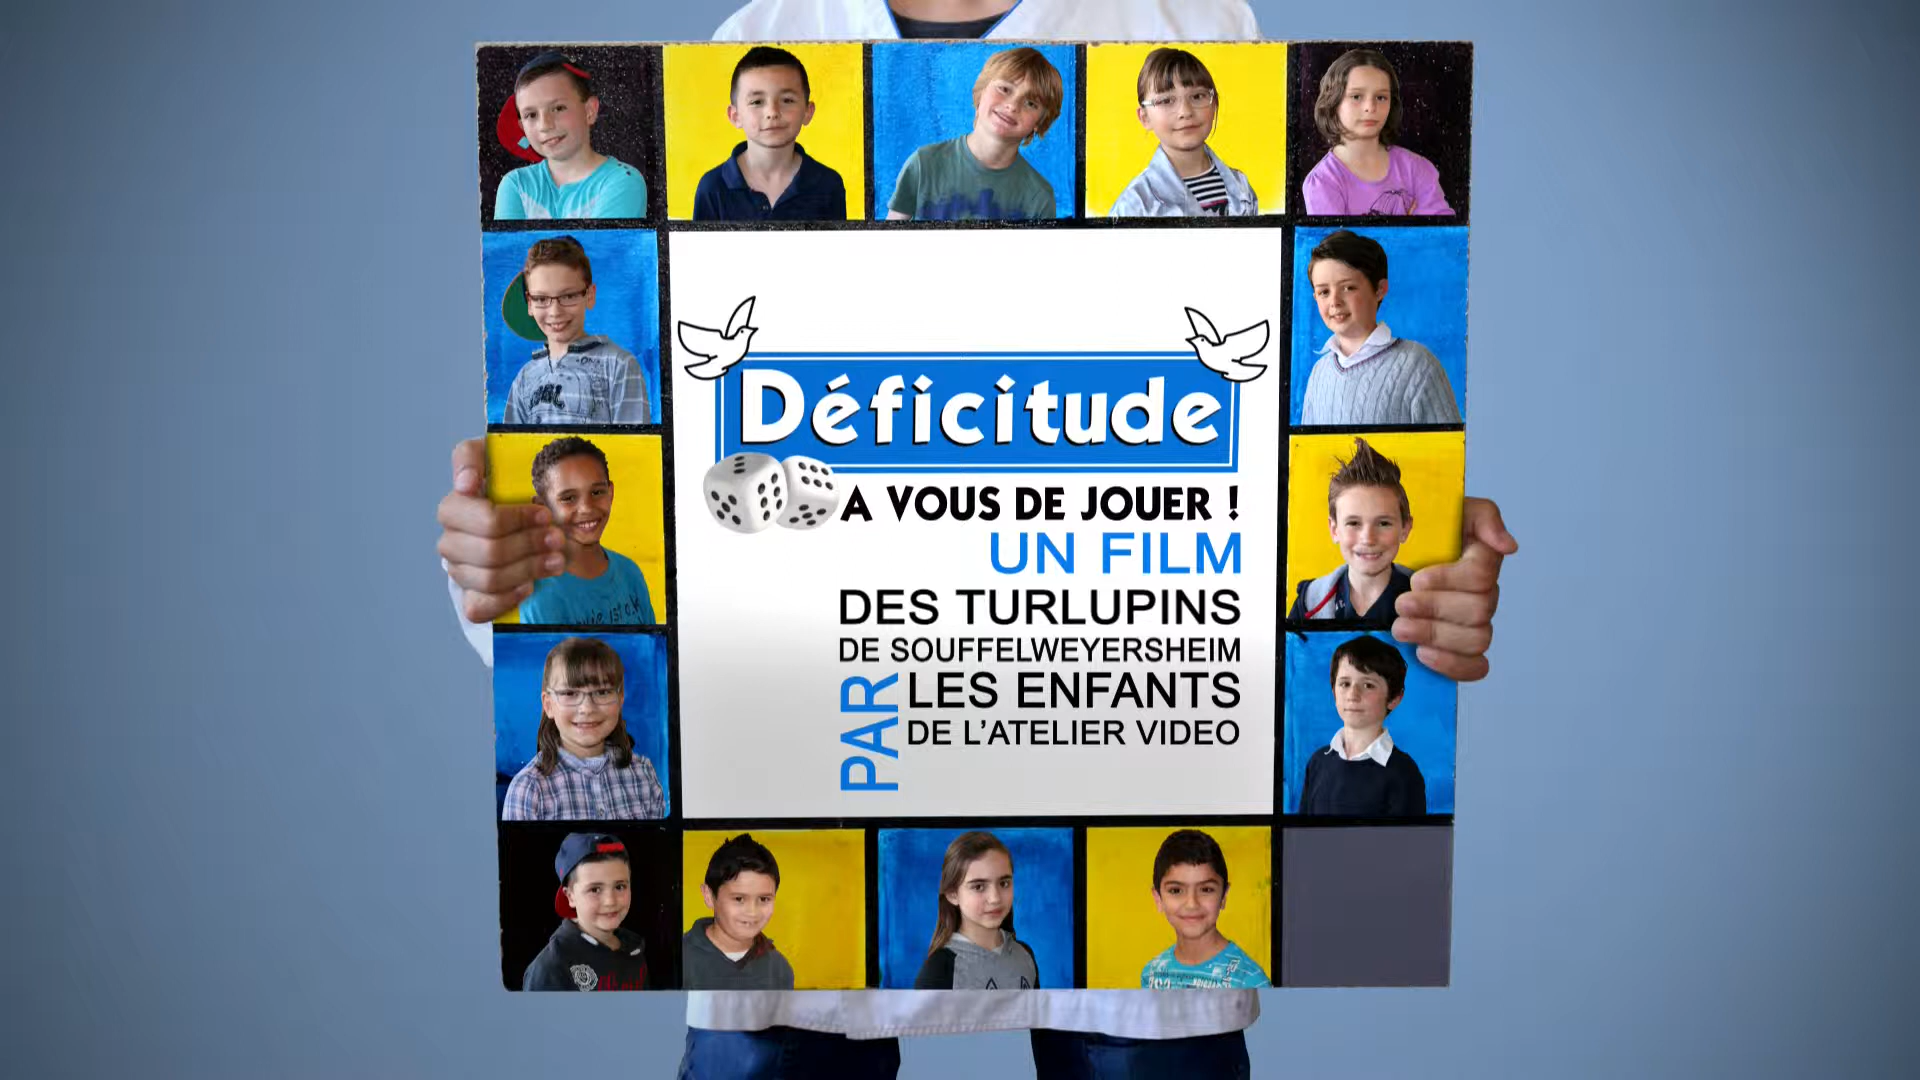 Déficitude
A VOUS DE JOUER !
UN FILM
DES TURLUPINS
DE SOUFFELWEYERSHEIM
PAR LES ENFANTS
DE L’ATELIER VIDEO